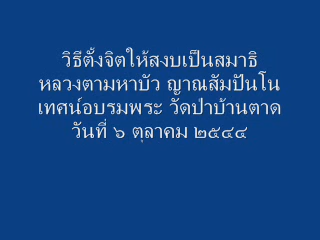 วิธีตั้งจิตให้สงบเป็นสมาธิ
หลวงตามหาบัว ญาณสัมปันโน
เทศน์อบรมพระ วัดป่าบ้านตาด
วันที่ ๖ ตุลาคม ๒๕๔๔